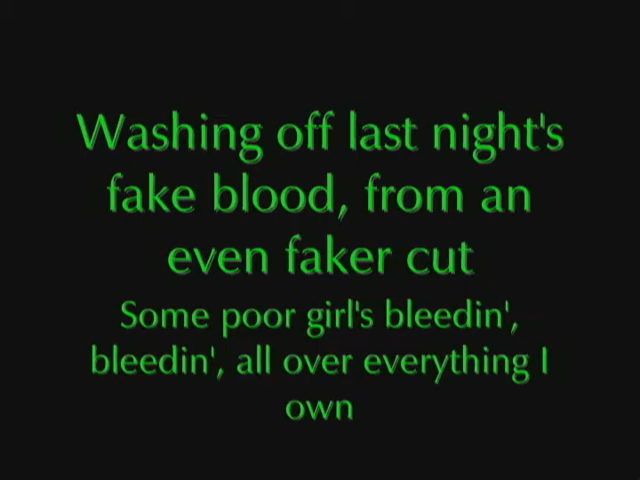 Washing off last night's
fake blood, from an
even faker cut
Some poor girl's bleedin',
bleedin', all over everything I
own